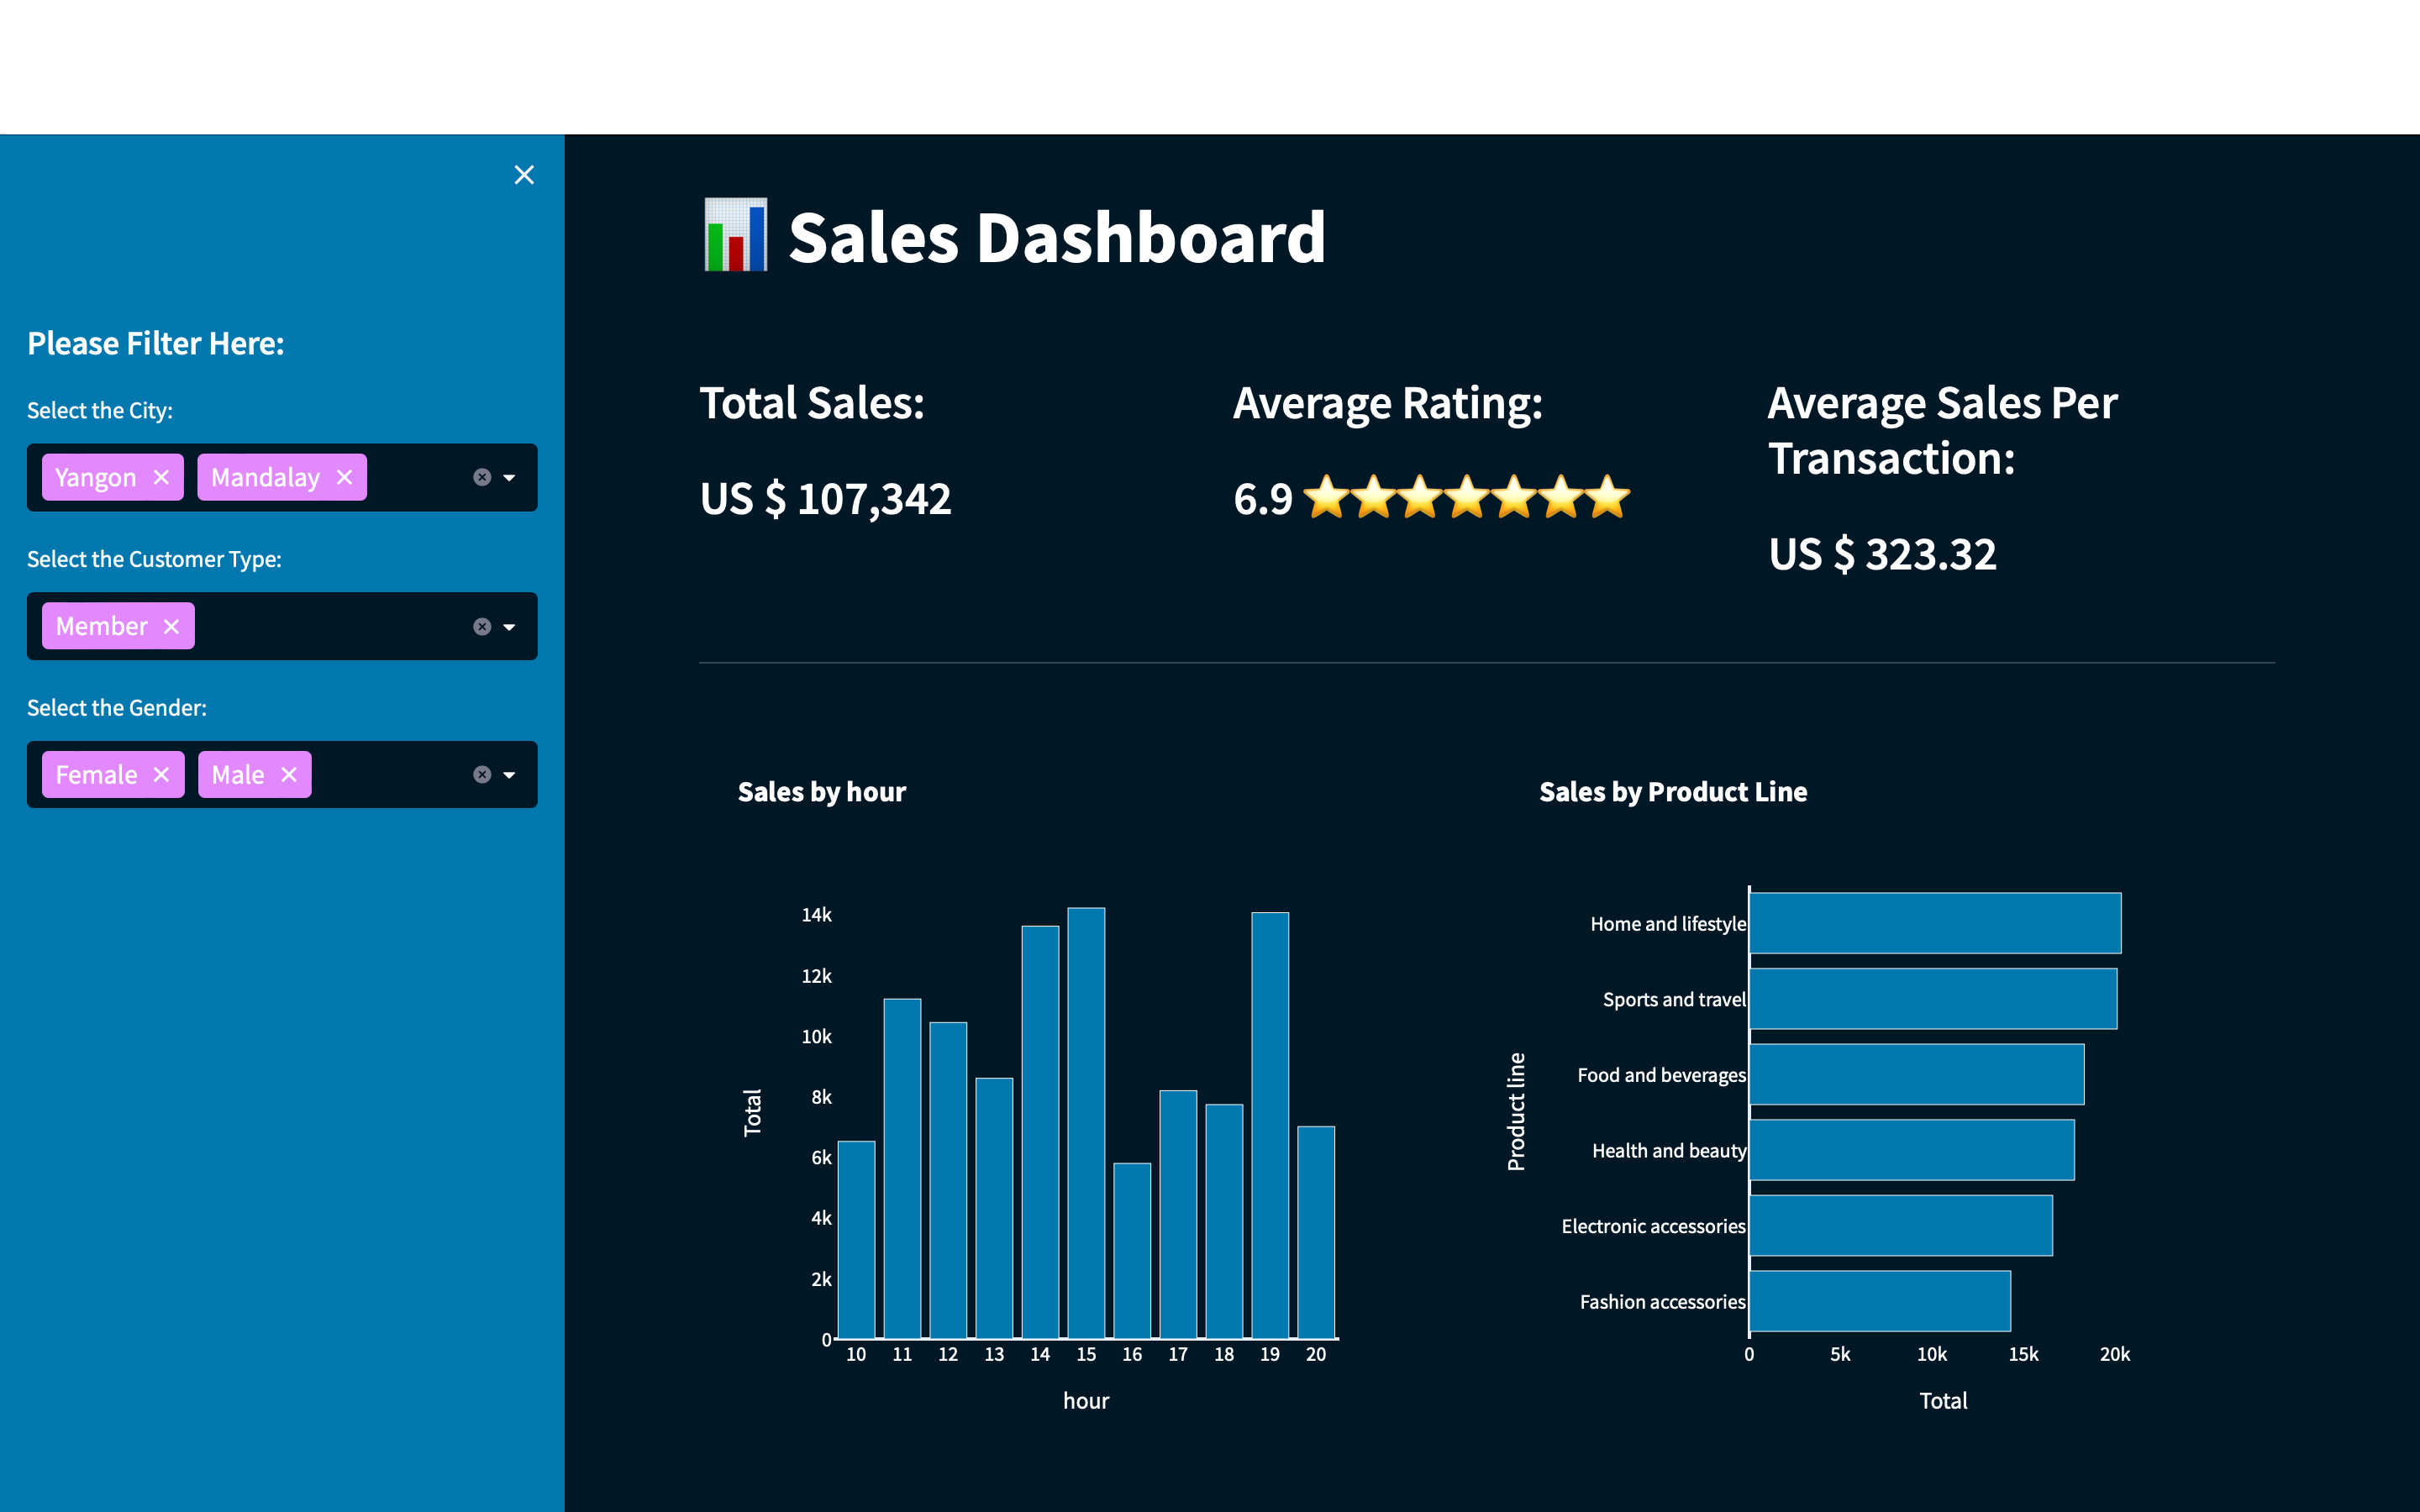 Please Filter Here:
Select the City:
Yangon Mandalay
Select the Customer Type:
Member
Select the Gender:
Female Male
Sales Dashboard
Total Sales:
US $ 107,342
Average Rating:
6.9 ⭐⭐⭐⭐⭐⭐⭐
Average Sales Per
Transaction:
US $ 323.32
Sales by hour
Total
14k
12k
10k
8k
6k
4k
2k
0
10 11 12 13 14 15 16 17 18 19 20
hour
Sales by Product Line
Product line
Home and lifestyle
Sports and travel
Food and beverages
Health and beauty
Electronic accessories
Fashion accessories
0 5k 10k 15k 20k
Total